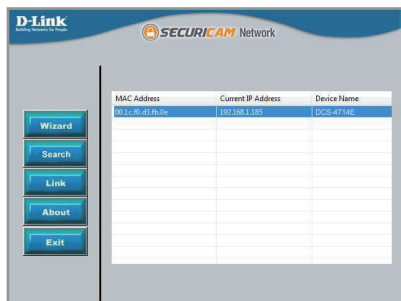 D-Link
Building Networks for People
SECURICAM Network
MAC Address Current IP Address Device Name
00.1c.f0.d3.fb.0e 192.168.1.185 DCS-4714E
Wizard
Search
Link
About
Exit